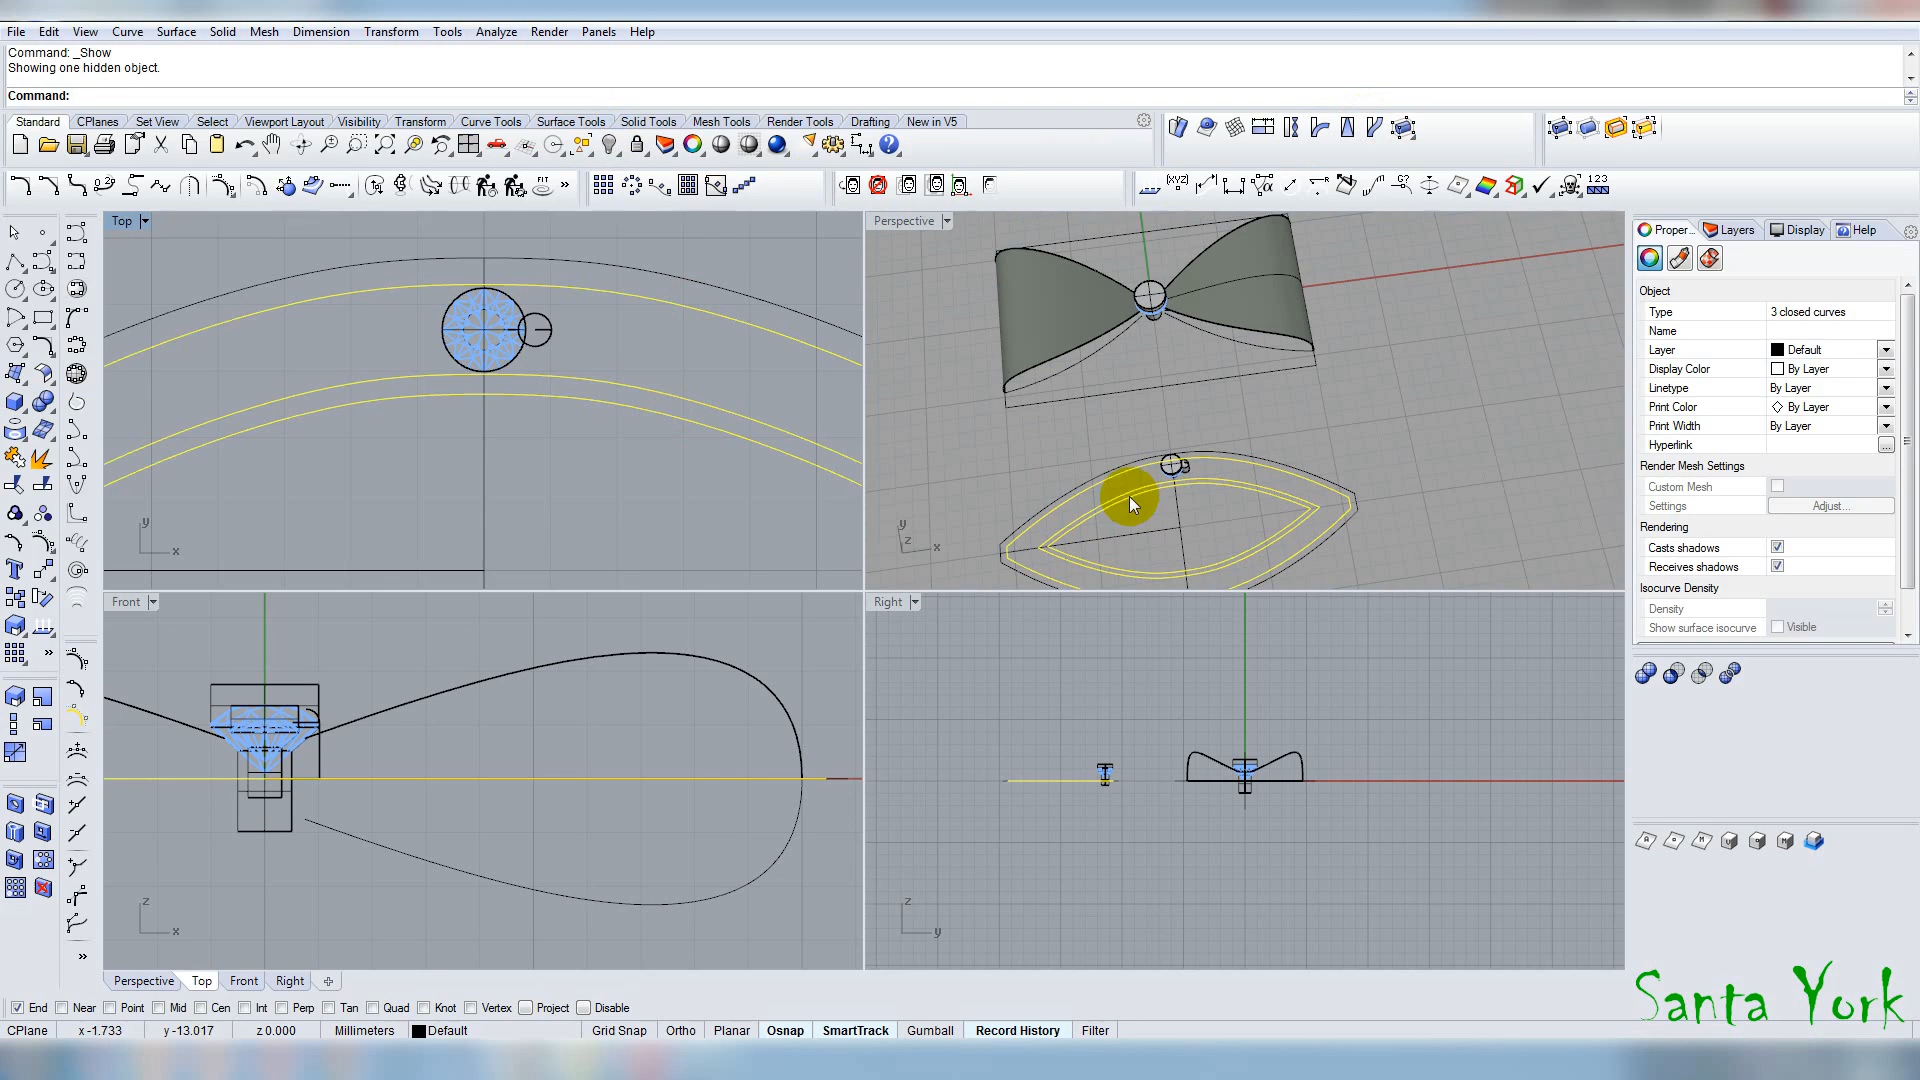 File Edit View Curve Surface Solid Mesh Dimension Transform Tools Analyze Render Panels Help
Command: _Show
Showing one hidden object.
Command:
Standard CPlanes Set View Select Viewport Layout Visibility Transform Curve Tools Surface Tools Solid Tools Mesh Tools Render Tools Drafting New in V5
Top
Perspective
Front
Right
y
x
y
z
x
z
x
z
y
Proper... Layers Display Help
Object
Type 3 closed curves
Name
Layer Default
Display Color By Layer
Linetype By Layer
Print Color By Layer
Print Width By Layer
Hyperlink ...
Render Mesh Settings
Custom Mesh
Settings Adjust...
Rendering
Casts shadows
Receives shadows
Isocurve Density
Density
Show surface isocurve Visible
Santa York
Perspective Top Front Right
End Near Point Mid Cen Int Perp Tan Quad Knot Vertex Project Disable
CPlane x -1.733 y -13.017 z 0.000 Millimeters Default Grid Snap Ortho Planar Osnap SmartTrack Gumball Record History Filter